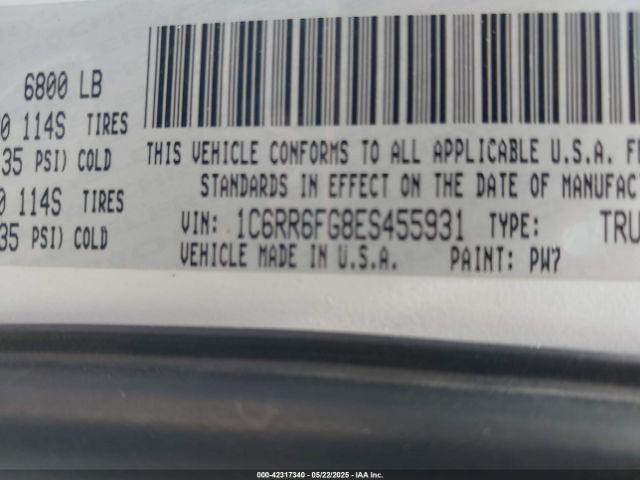 6800 LB
0 114S TIRES
35 PSI) COLD
0 114S TIRES
35 PSI) COLD
THIS VEHICLE CONFORMS TO ALL APPLICABLE U.S.A. F
STANDARDS IN EFFECT ON THE DATE OF MANUFAC
VIN: 1C6RR6FG8ES455931 TYPE: TRU
VEHICLE MADE IN U.S.A. PAINT: PW7
000-42317340 - 05/22/2025 - IAA Inc.